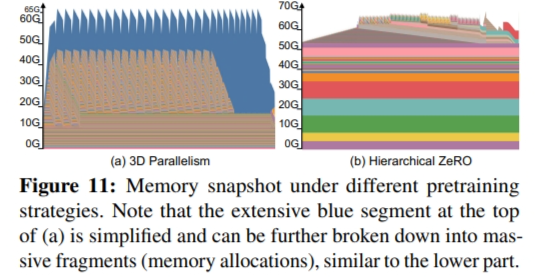 65G
60G
50G
40G
30G
20G
10G
0G
(a) 3D Parallelism
70G
60G
50G
40G
30G
20G
10G
0G
(b) Hierarchical ZeRO
Figure 11: Memory snapshot under different pretraining
strategies. Note that the extensive blue segment at the top
of (a) is simplified and can be further broken down into mas-
sive fragments (memory allocations), similar to the lower part.